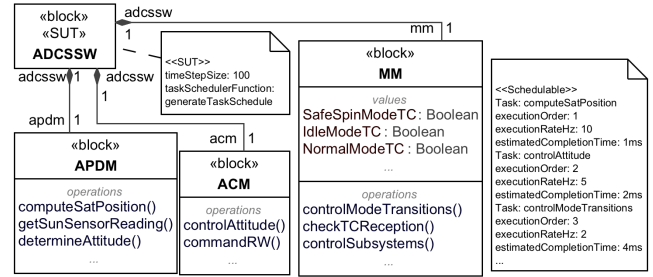 «block»
«SUT»
ADCSSW
adcssw
1
mm 1
adcssw 1
adcssw
1
apdm 1
acm 1
<<SUT>>
timeStepSize: 100
taskSchedulerFunction:
generateTaskSchedule
«block»
APDM
operations
computeSatPosition()
getSunSensorReading()
determineAttitude()
...
«block»
ACM
operations
controlAttitude()
commandRW()
...
«block»
MM
values
SafeSpinModeTC : Boolean
IdleModeTC : Boolean
NormalModeTC : Boolean
...
operations
controlModeTransitions()
checkTCReception()
controlSubsystems()
...
<<Schedulable>>
Task: computeSatPosition
executionOrder: 1
executionRateHz: 10
estimatedCompletionTime: 1ms
Task: controlAttitude
executionOrder: 2
executionRateHz: 5
estimatedCompletionTime: 2ms
Task: controlModeTransitions
executionOrder: 3
executionRateHz: 2
estimatedCompletionTime: 4ms
...